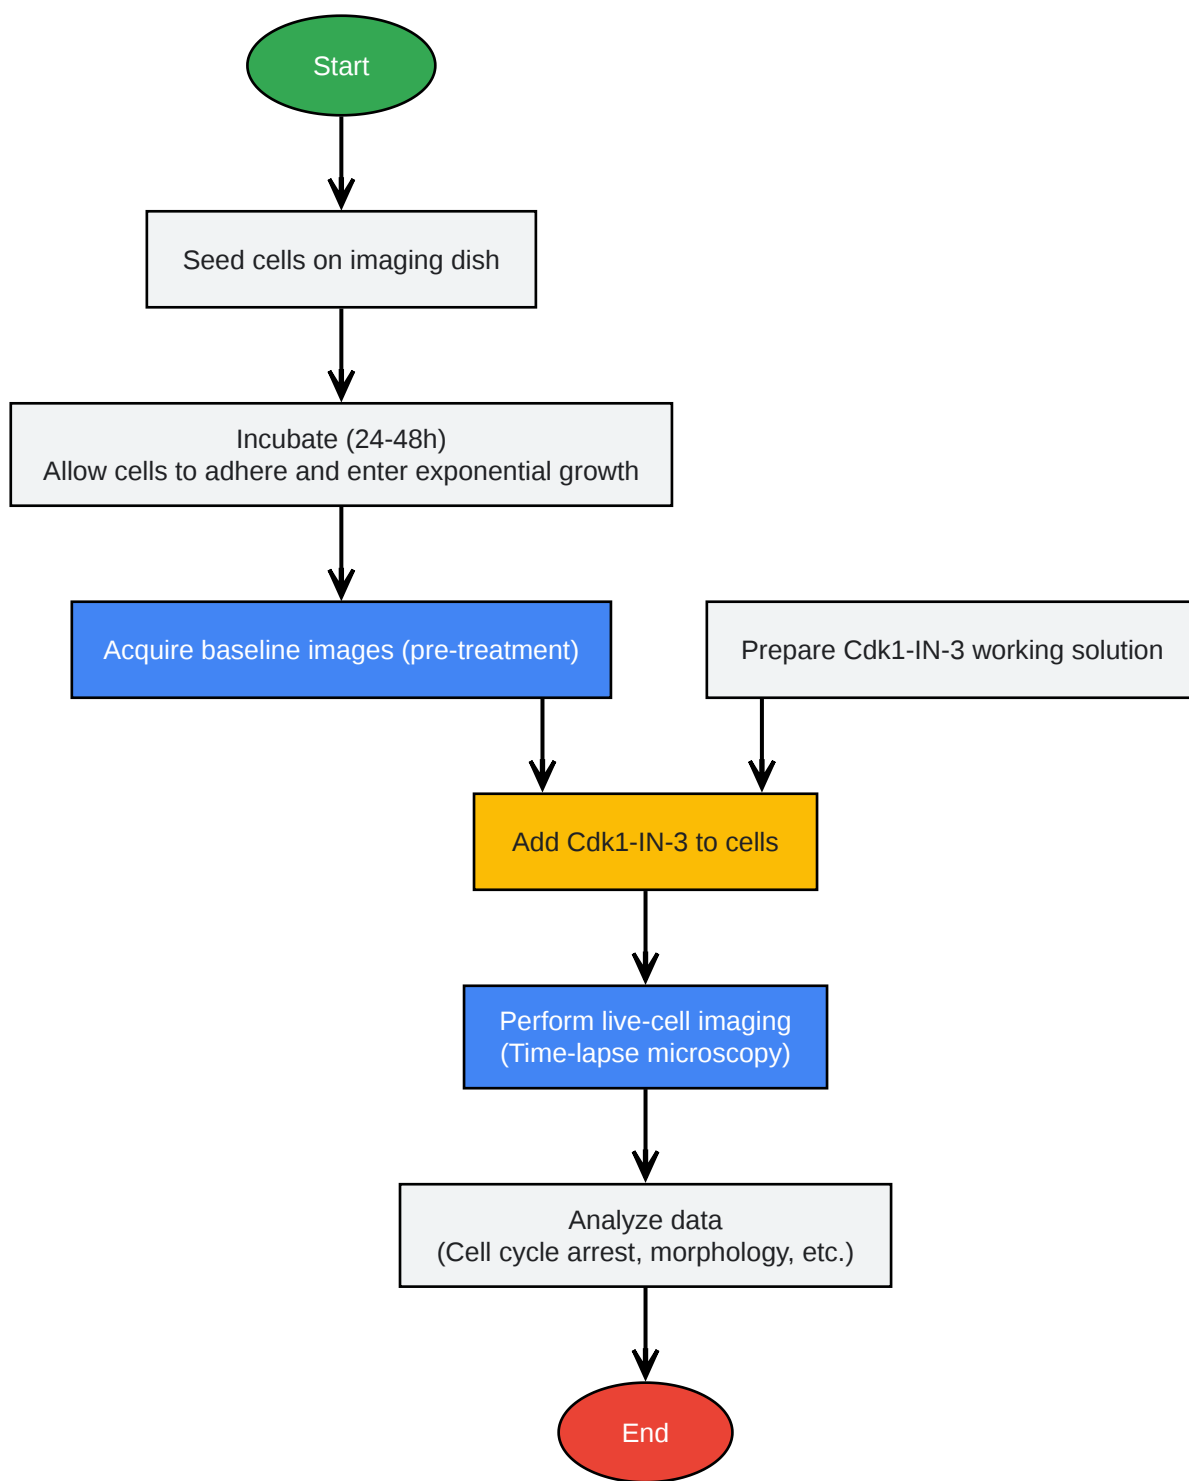 Start
Seed cells on imaging dish
Incubate (24-48h)
Allow cells to adhere and enter exponential growth
Acquire baseline images (pre-treatment)
Prepare Cdk1-IN-3 working solution
Add Cdk1-IN-3 to cells
Perform live-cell imaging
(Time-lapse microscopy)
Analyze data
(Cell cycle arrest, morphology, etc.)
End